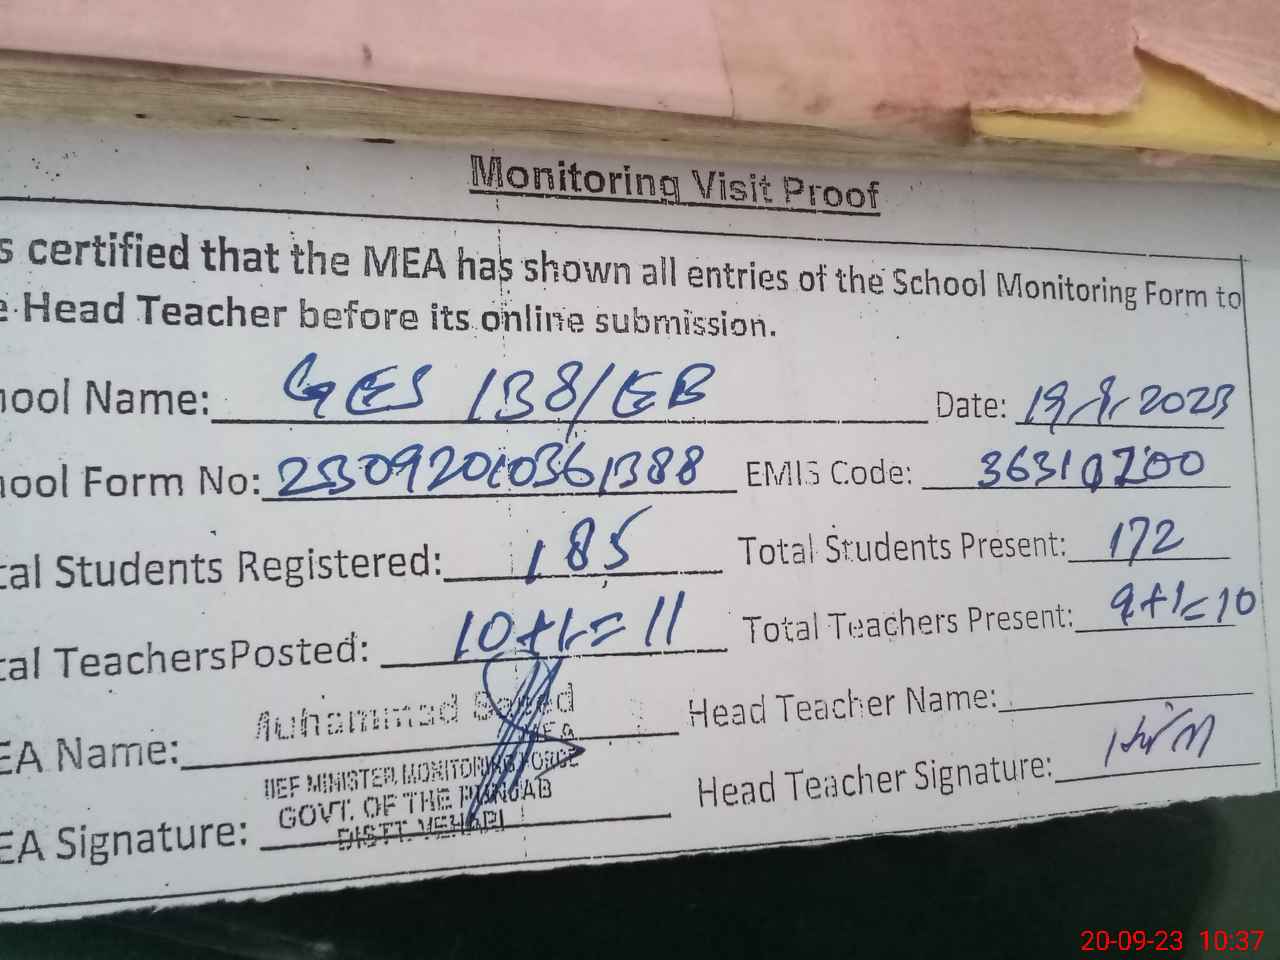 Monitoring Visit Proof
s certified that the MEA has shown all entries of the School Monitoring Form to
e Head Teacher before its online submission.
hool Name: GES 138/EB Date: 19-9-2023
hool Form No: 23092010361388 EMIS Code: 36310200
tal Students Registered: 185 Total Students Present: 172
tal TeachersPosted: 10+1=11 Total Teachers Present: 9+1=10
EA Name: Muhammad Saeed MEA Head Teacher Name:
IEF MINISTER MONITORING FORCE
GOVT. OF THE PUNJAB
DISTT. VEHARI
EA Signature: Head Teacher Signature:
20-09-23 10:37